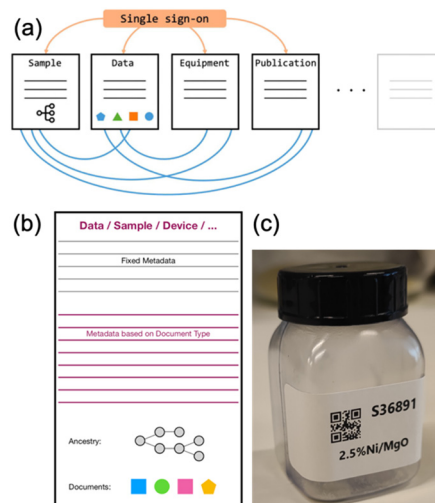 (a)
Single sign-on
Sample
Data
Equipment
Publication
. . .
(b)
Data / Sample / Device / ...
Fixed Metadata
Metadata based on Document Type
Ancestry:
Documents:
(c)
S36891
2.5%Ni/MgO